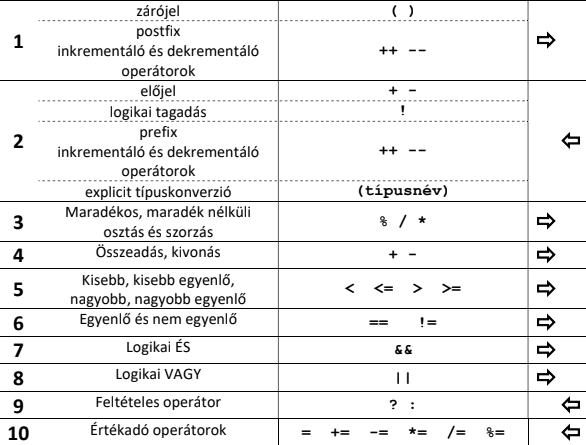 1
zárójel ( ) ⇨
postfix
inkrementáló és dekrementáló
operátorok
++ --
2
előjel + - ⇦
logikai tagadás !
prefix
inkrementáló és dekrementáló
operátorok
++ --
explicit típuskonverzió (típusnév)
3
Maradékos, maradék nélküli
osztás és szorzás
% / * ⇨
4 Összeadás, kivonás + - ⇨
5
Kisebb, kisebb egyenlő,
nagyobb, nagyobb egyenlő
< <= > >= ⇨
6 Egyenlő és nem egyenlő == != ⇨
7 Logikai ÉS && ⇨
8 Logikai VAGY || ⇨
9 Feltételes operátor ? : ⇦
10 Értékadó operátorok = += -= *= /= %= ⇦